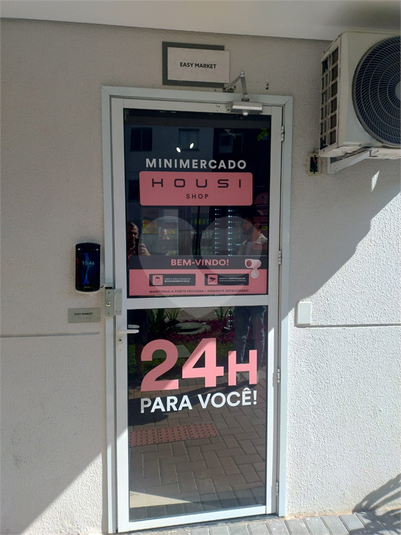 EASY MARKET
MINIMERCADO
HOUSI
SHOP
BEM-VINDO!
24H
PARA VOCÊ!